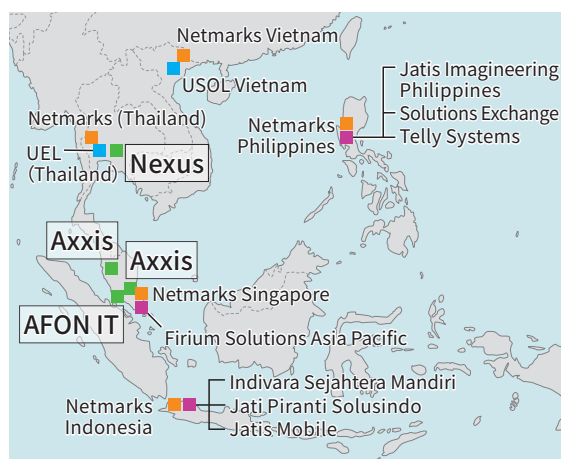 Netmarks Vietnam
USOL Vietnam
Netmarks (Thailand)
UEL
(Thailand)
Nexus
Netmarks
Philippines
Jatis Imagineering
Philippines
Solutions Exchange
Telly Systems
Axxis
Axxis
AFON IT
Netmarks Singapore
Firium Solutions Asia Pacific
Netmarks
Indonesia
Indivara Sejahtera Mandiri
Jati Piranti Solusindo
Jatis Mobile